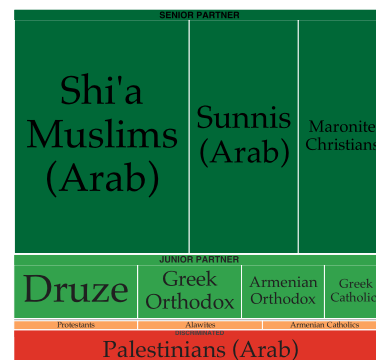 SENIOR PARTNER
Shi'a
Muslims
(Arab)
Sunnis
(Arab)
Maronite
Christians
JUNIOR PARTNER
Druze
Greek
Orthodox
Armenian
Orthodox
Greek
Catholic
Protestants
Alawites
Armenian Catholics
DISCRIMINATED
Palestinians (Arab)